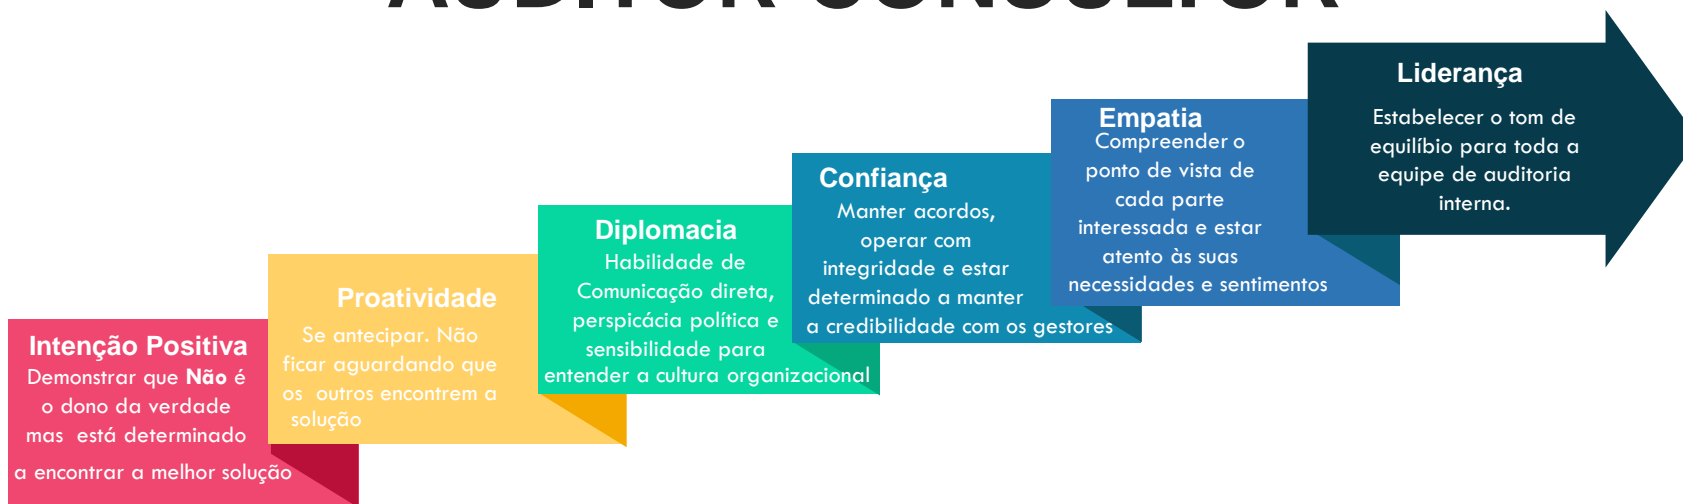 AUDITOR CONSULTOR
Intenção Positiva
Demonstrar que Não é
o dono da verdade
mas está determinado
a encontrar a melhor solução
Proatividade
Se antecipar. Não
ficar aguardando que
os outros encontrem a
solução
Diplomacia
Habilidade de
Comunicação direta,
perspicácia política e
sensibilidade para
entender a cultura organizacional
Confiança
Manter acordos,
operar com
integridade e estar
determinado a manter
a credibilidade com os gestores
Empatia
Compreender o
ponto de vista de
cada parte
interessada e estar
atento às suas
necessidades e sentimentos
Liderança
Estabelecer o tom de
equilíbio para toda a
equipe de auditoria
interna.